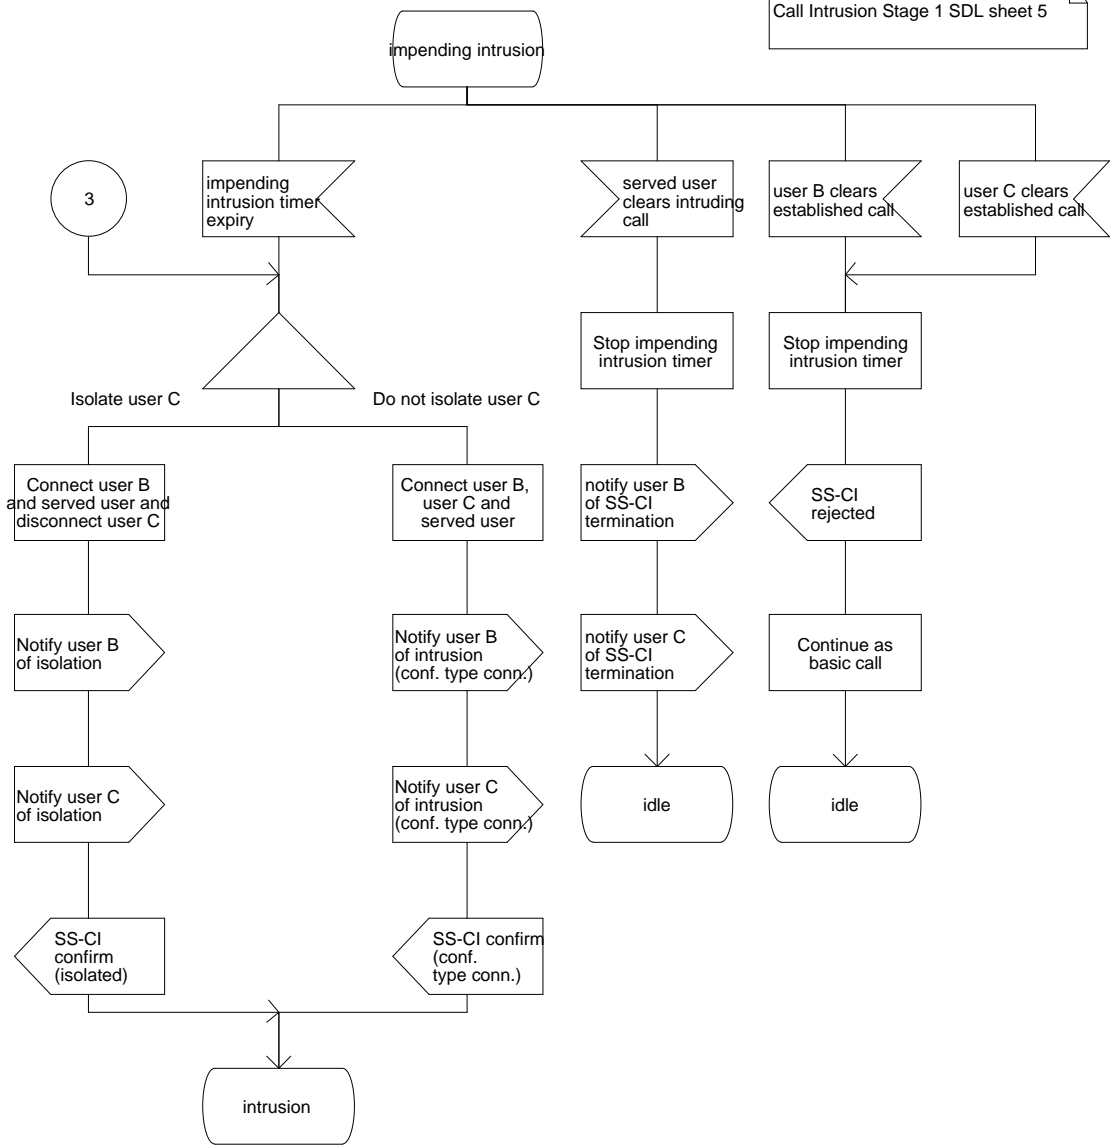 Call Intrusion Stage 1 SDL sheet 5
impending intrusion
3
impending
intrusion timer
expiry
served user
clears intruding
call
user B clears
established call
user C clears
established call
Stop impending
intrusion timer
Stop impending
intrusion timer
Isolate user C
Do not isolate user C
Connect user B
and served user and
disconnect user C
Connect user B,
user C and
served user
notify user B
of SS-CI
termination
SS-CI
rejected
Notify user B
of isolation
Notify user B
of intrusion
(conf. type conn.)
notify user C
of SS-CI
termination
Continue as
basic call
Notify user C
of isolation
Notify user C
of intrusion
(conf. type conn.)
idle
idle
SS-CI
confirm
(isolated)
SS-CI confirm
(conf.
type conn.)
intrusion